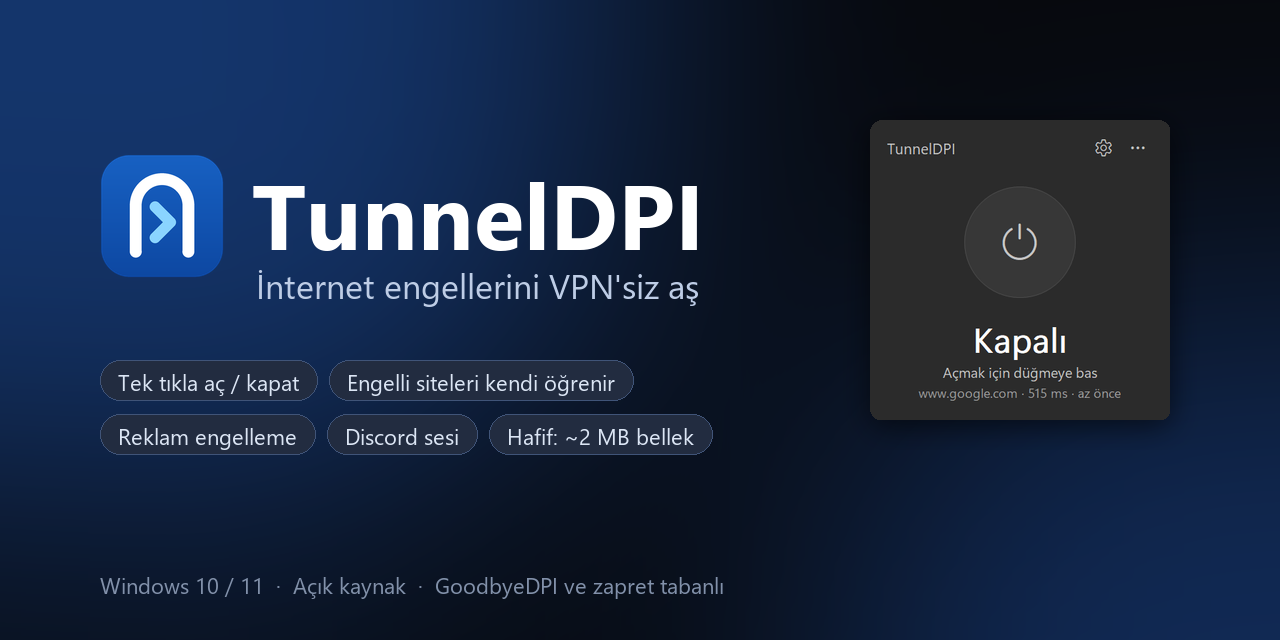 TunnelDPI
İnternet engellerini VPN'siz aş
Tek tıkla aç / kapat
Engelli siteleri kendi öğrenir
Reklam engelleme
Discord sesi
Hafif: ~2 MB bellek
Windows 10 / 11 · Açık kaynak · GoodbyeDPI ve zapret tabanlı
TunnelDPI
Kapalı
Açmak için düğmeye bas
www.google.com · 515 ms · az önce